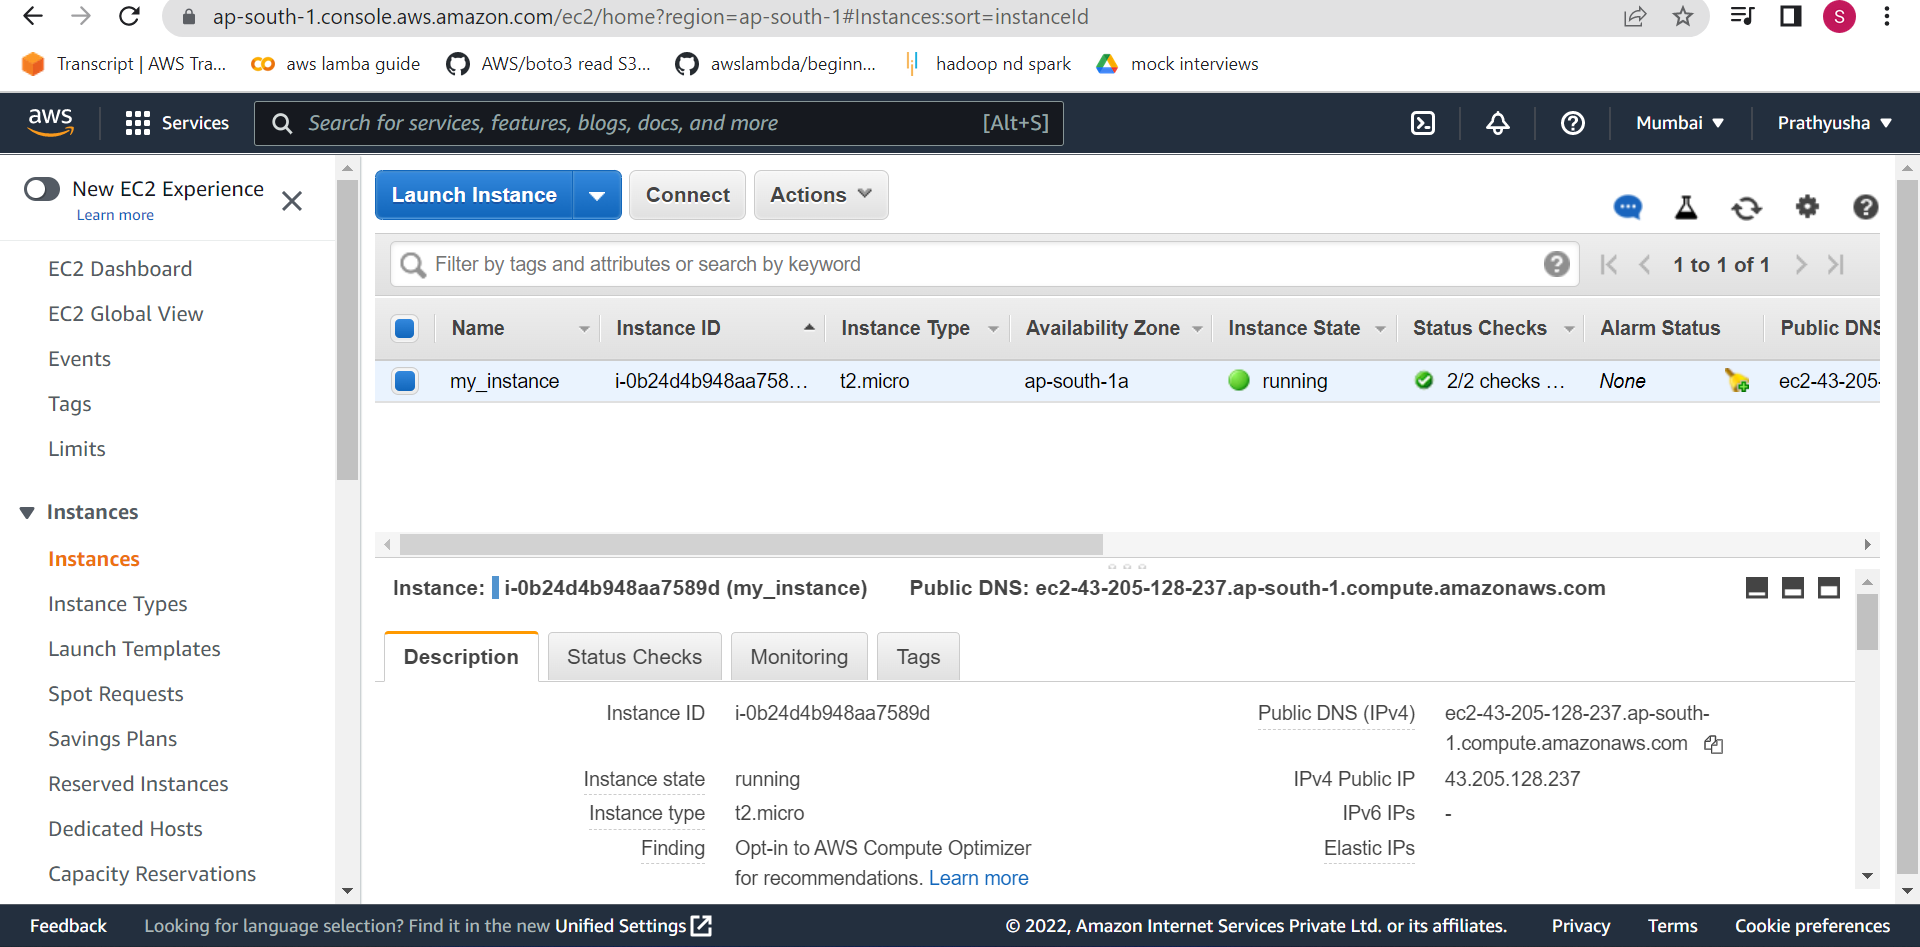 ap-south-1.console.aws.amazon.com/ec2/home?region=ap-south-1#Instances:sort=instanceId
S
Transcript | AWS Tra...
aws lamba guide
AWS/boto3 read S3...
awslambda/beginn...
hadoop nd spark
mock interviews
aws
Services
Search for services, features, blogs, docs, and more
[Alt+S]
Mumbai
Prathyusha
New EC2 Experience
Learn more
EC2 Dashboard
EC2 Global View
Events
Tags
Limits
Instances
Instances
Instance Types
Launch Templates
Spot Requests
Savings Plans
Reserved Instances
Dedicated Hosts
Capacity Reservations
Launch Instance
Connect
Actions
Filter by tags and attributes or search by keyword
1 to 1 of 1
Name Instance ID Instance Type Availability Zone Instance State Status Checks Alarm Status Public DNS
my_instance i-0b24d4b948aa758... t2.micro ap-south-1a running 2/2 checks ... None ec2-43-205-
Instance: i-0b24d4b948aa7589d (my_instance) Public DNS: ec2-43-205-128-237.ap-south-1.compute.amazonaws.com
Description
Status Checks
Monitoring
Tags
Instance ID i-0b24d4b948aa7589d
Instance state running
Instance type t2.micro
Finding Opt-in to AWS Compute Optimizer
for recommendations. Learn more
Public DNS (IPv4) ec2-43-205-128-237.ap-south-
1.compute.amazonaws.com
IPv4 Public IP 43.205.128.237
IPv6 IPs -
Elastic IPs
Feedback
Looking for language selection? Find it in the new Unified Settings
© 2022, Amazon Internet Services Private Ltd. or its affiliates.
Privacy
Terms
Cookie preferences